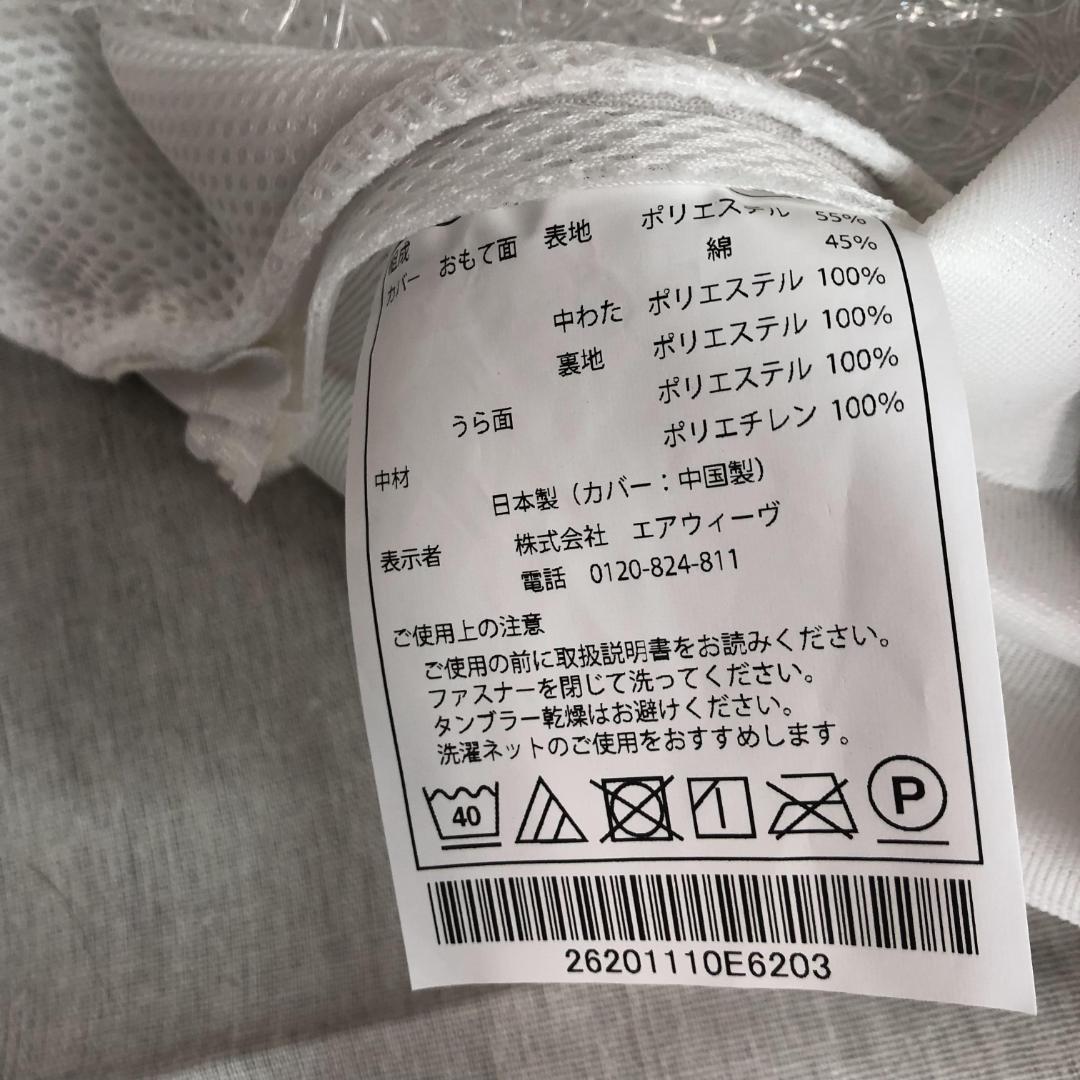 組成
カバー おもて面 表地 ポリエステル 55%
綿 45%
中わた ポリエステル 100%
裏地 ポリエステル 100%
うら面 ポリエステル 100%
中材 ポリエチレン 100%
日本製(カバー:中国製)
表示者 株式会社 エアウィーヴ
電話 0120-824-811
ご使用上の注意
ご使用の前に取扱説明書をお読みください。
ファスナーを閉じて洗ってください。
タンブラー乾燥はお避けください。
洗濯ネットのご使用をおすすめします。
40 P
26201110E6203